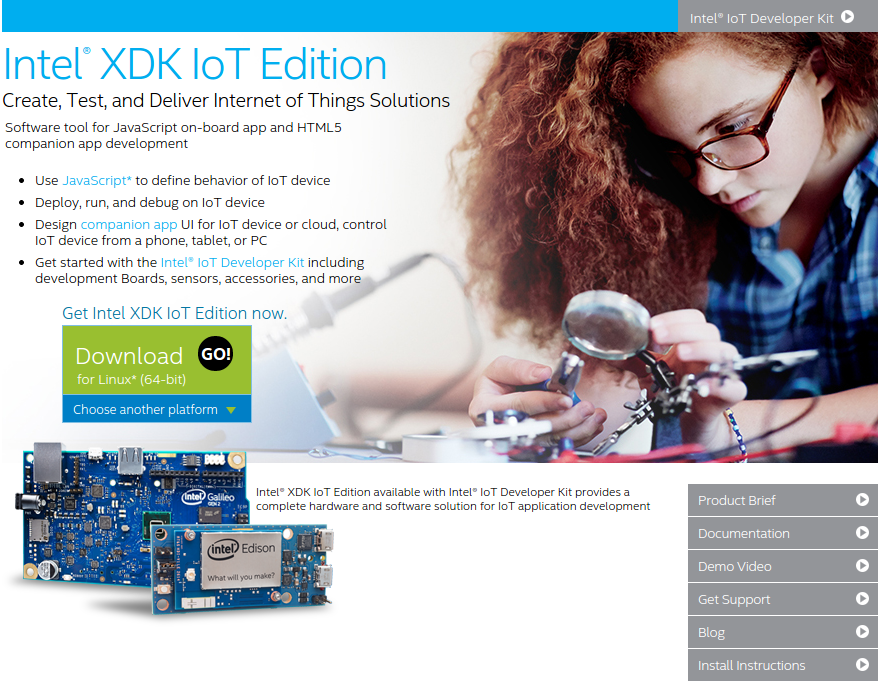 Intel® IoT Developer Kit
Intel® XDK IoT Edition
Create, Test, and Deliver Internet of Things Solutions
Software tool for JavaScript on-board app and HTML5
companion app development
• Use JavaScript* to define behavior of IoT device
• Deploy, run, and debug on IoT device
• Design companion app UI for IoT device or cloud, control
IoT device from a phone, tablet, or PC
• Get started with the Intel® IoT Developer Kit including
development Boards, sensors, accessories, and more
Get Intel XDK IoT Edition now.
Download GO!
for Linux* (64-bit)
Choose another platform
intel Galileo
GEN 2
intel Edison
What will you make?
Intel® XDK IoT Edition available with Intel® IoT Developer Kit provides a
complete hardware and software solution for IoT application development
Product Brief
Documentation
Demo Video
Get Support
Blog
Install Instructions